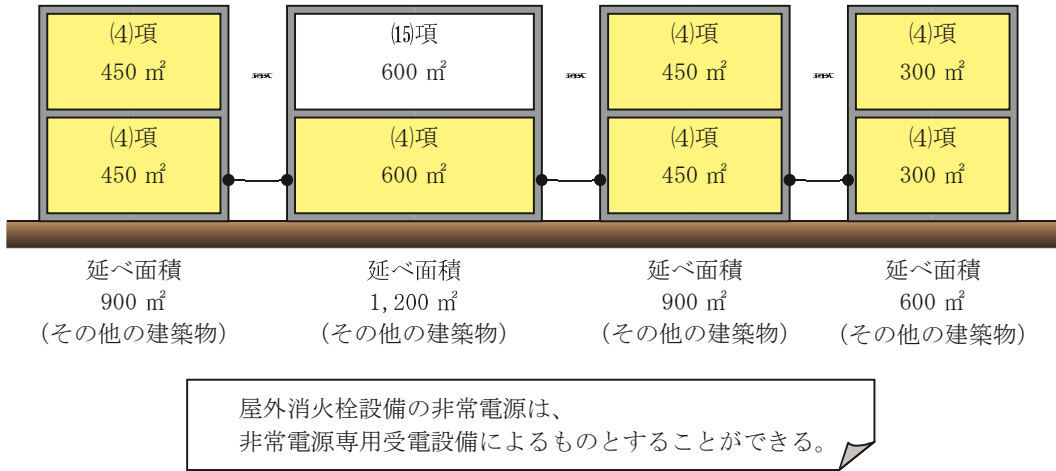 (4)項
450 ㎡
(4)項
450 ㎡
⒂項
600 ㎡
(4)項
600 ㎡
(4)項
450 ㎡
(4)項
450 ㎡
(4)項
300 ㎡
(4)項
300 ㎡
延べ面積
900 ㎡
(その他の建築物)
延べ面積
1,200 ㎡
(その他の建築物)
延べ面積
900 ㎡
(その他の建築物)
延べ面積
600 ㎡
(その他の建築物)
屋外消火栓設備の非常電源は、
非常電源専用受電設備によるものとすることができる。